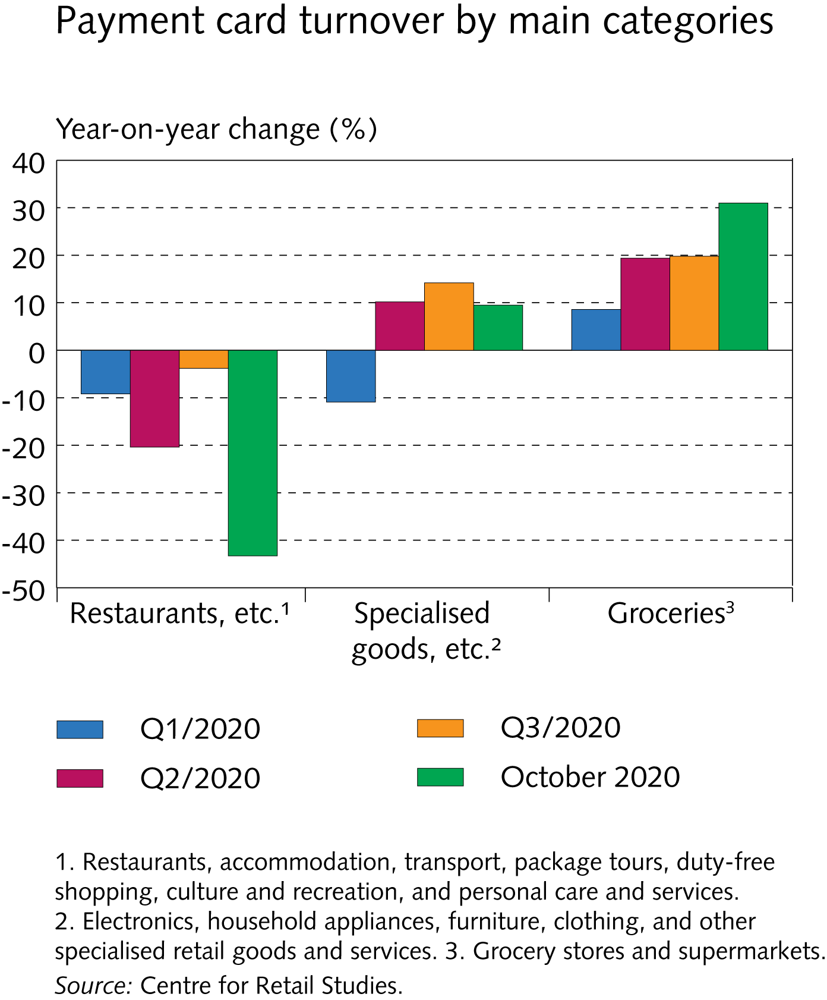 Payment card turnover by main categories
Year-on-year change (%)
40
30
20
10
0
-10
-20
-30
-40
-50
Restaurants, etc.¹
Specialised
goods, etc.²
Groceries³
Q1/2020
Q3/2020
Q2/2020
October 2020
1. Restaurants, accommodation, transport, package tours, duty-free
shopping, culture and recreation, and personal care and services.
2. Electronics, household appliances, furniture, clothing, and other
specialised retail goods and services. 3. Grocery stores and supermarkets.
Source: Centre for Retail Studies.